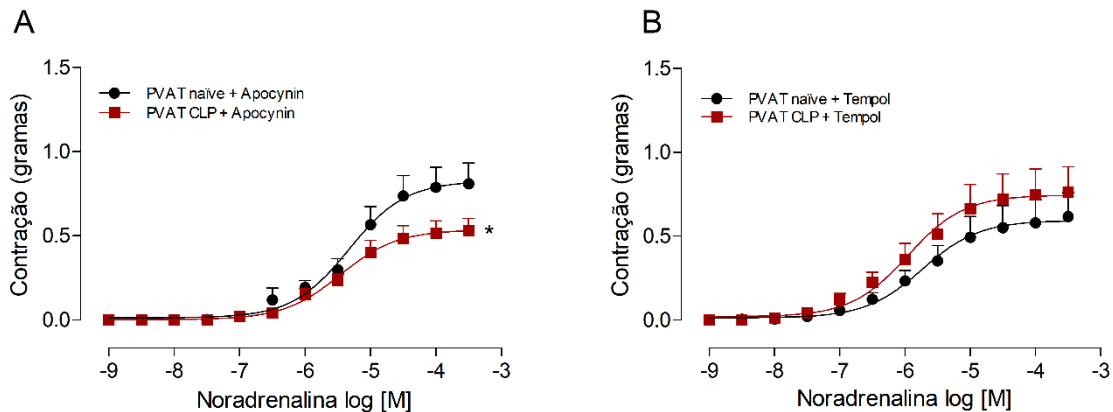 A
1.5
1.0
0.5
0.0
Contração (gramas)
PVAT naïve + Apocynin
PVAT CLP + Apocynin
*
-9 -8 -7 -6 -5 -4 -3
Noradrenalina log [M]
B
1.5
1.0
0.5
0.0
Contração (gramas)
PVAT naïve + Tempol
PVAT CLP + Tempol
-9 -8 -7 -6 -5 -4 -3
Noradrenalina log [M]